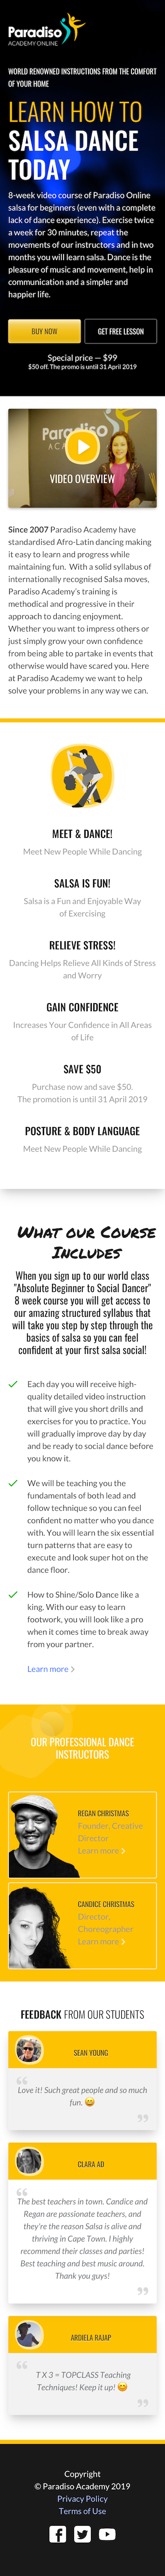 Paradiso
ACADEMY ONLINE
WORLD RENOWNED INSTRUCTIONS FROM THE COMFORT
OF YOUR HOME
LEARN HOW TO
SALSA DANCE
TODAY
8-week video course of Paradiso Online
salsa for beginners (even with a complete
lack of dance experience). Exercise twice
a week for 30 minutes, repeat the
movements of our instructors and in two
months you will learn salsa. Dance is the
pleasure of music and movement, help in
communication and a simpler and
happier life.
BUY NOW
GET FREE LESSON
Special price — $99
$50 off. The promo is until 31 April 2019
VIDEO OVERVIEW
Since 2007 Paradiso Academy have
standardised Afro-Latin dancing making
it easy to learn and progress while
maintaining fun. With a solid syllabus of
internationally recognised Salsa moves,
Paradiso Academy's training is
methodical and progressive in their
approach to dancing enjoyment.
Whether you want to impress others or
just simply grow your own confidence
from being able to partake in events that
otherwise would have scared you. Here
at Paradiso Academy we want to help
solve your problems in any way we can.
MEET & DANCE!
Meet New People While Dancing
SALSA IS FUN!
Salsa is a Fun and Enjoyable Way
of Exercising
RELIEVE STRESS!
Dancing Helps Relieve All Kinds of Stress
and Worry
GAIN CONFIDENCE
Increases Your Confidence in All Areas
of Life
SAVE $50
Purchase now and save $50.
The promotion is until 31 April 2019
POSTURE & BODY LANGUAGE
Meet New People While Dancing
WHAT OUR COURSE
INCLUDES
When you sign up to our world class
"Absolute Beginner to Social Dancer"
8 week course you will get access to
our amazing structured syllabus that
will take you step by step through the
basics of salsa so you can feel
confident at your first salsa social!
Each day you will receive high-
quality detailed video instruction
that will give you short drills and
exercises for you to practice. You
will gradually improve day by day
and be ready to social dance before
you know it.
We will be teaching you the
fundamentals of both lead and
follow technique so you can feel
confident no matter who you dance
with. You will learn the six essential
turn patterns that are easy to
execute and look super hot on the
dance floor.
How to Shine/Solo Dance like a
king. With our easy to learn
footwork, you will look like a pro
when it comes time to break away
from your partner.
Learn more >
OUR PROFESSIONAL DANCE
INSTRUCTORS
REGAN CHRISTMAS
Founder, Creative
Director
Learn more >
CANDICE CHRISTMAS
Director,
Choreographer
Learn more >
FEEDBACK FROM OUR STUDENTS
SEAN YOUNG
Love it! Such great people and so much
fun. 😄
CLARA AD
The best teachers in town. Candice and
Regan are passionate teachers, and
they're the reason Salsa is alive and
thriving in Cape Town. I highly
recommend their classes and parties!
Best teaching and best music around.
Thank you guys!
ARDIELA RAJAP
T X 3 = TOPCLASS Teaching
Techniques! Keep it up! 😄
Copyright
© Paradiso Academy 2019
Privacy Policy
Terms of Use